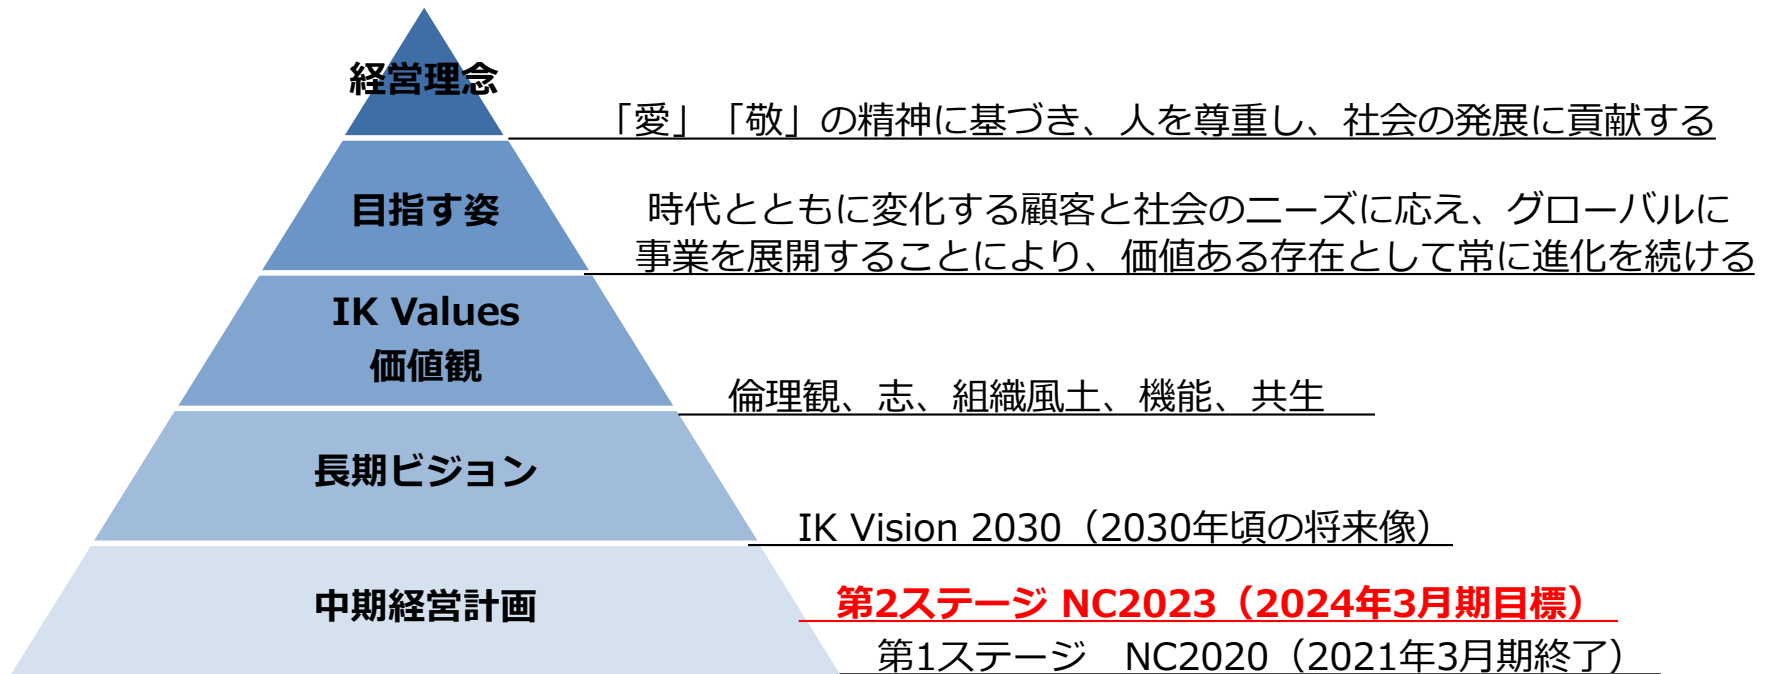 経営理念
「愛」「敬」の精神に基づき、人を尊重し、社会の発展に貢献する
目指す姿
時代とともに変化する顧客と社会のニーズに応え、グローバルに
事業を展開することにより、価値ある存在として常に進化を続ける
IK Values
価値観
倫理観、志、組織風土、機能、共生
長期ビジョン
IK Vision 2030（2030年頃の将来像）
中期経営計画
第2ステージ NC2023（2024年3月期目標）
第1ステージ　NC2020（2021年3月期終了）